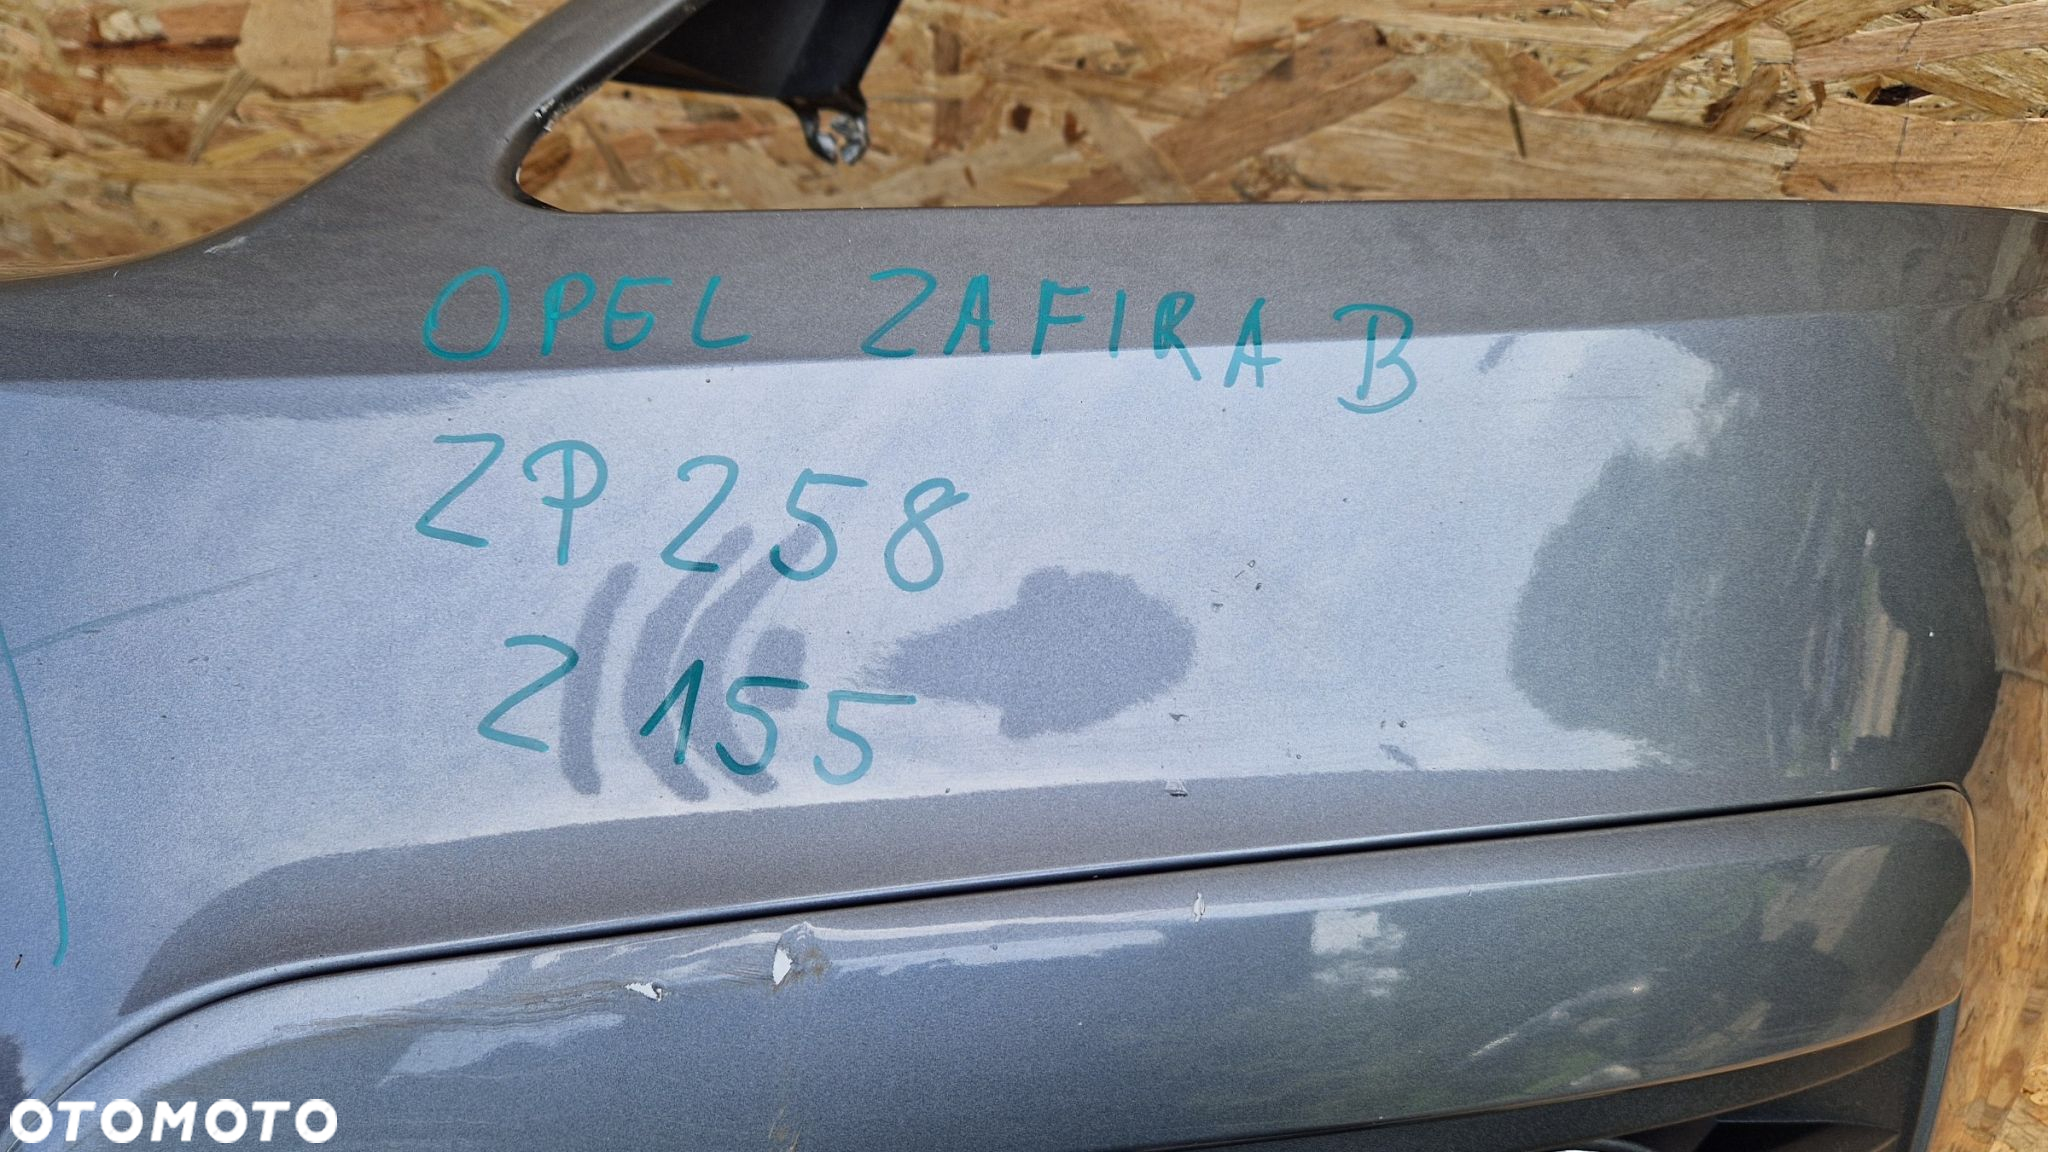 OPEL ZAFIRA B
ZP 258
Z 155
OTOMOTO